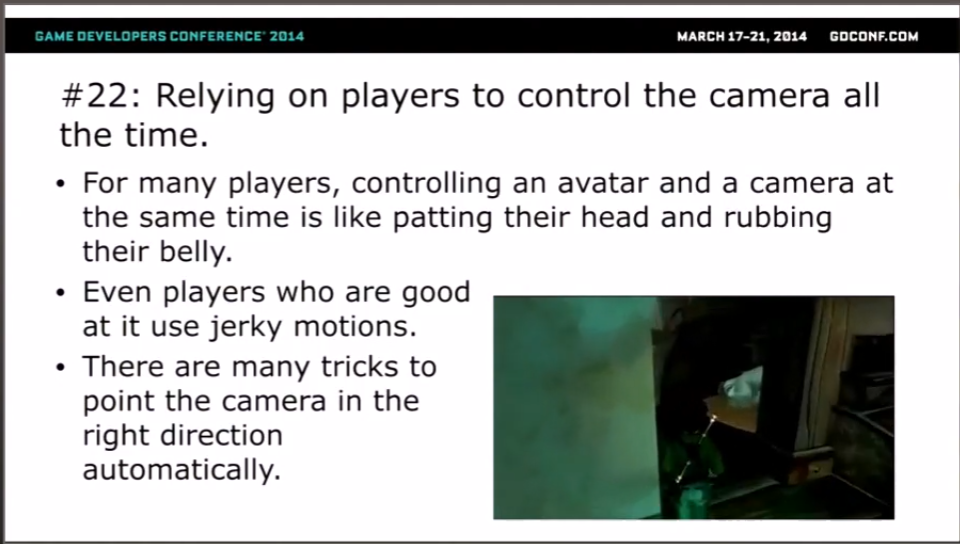 GAME DEVELOPERS CONFERENCE® 2014
MARCH 17–21, 2014 GDCONF.COM
#22: Relying on players to control the camera all
the time.
• For many players, controlling an avatar and a camera at
the same time is like patting their head and rubbing
their belly.
• Even players who are good
at it use jerky motions.
• There are many tricks to
point the camera in the
right direction
automatically.